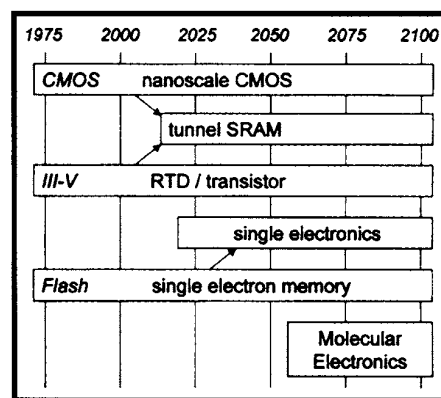 1975 2000 2025 2050 2075 2100
CMOS nanoscale CMOS
tunnel SRAM
III-V RTD / transistor
single electronics
Flash single electron memory
Molecular
Electronics